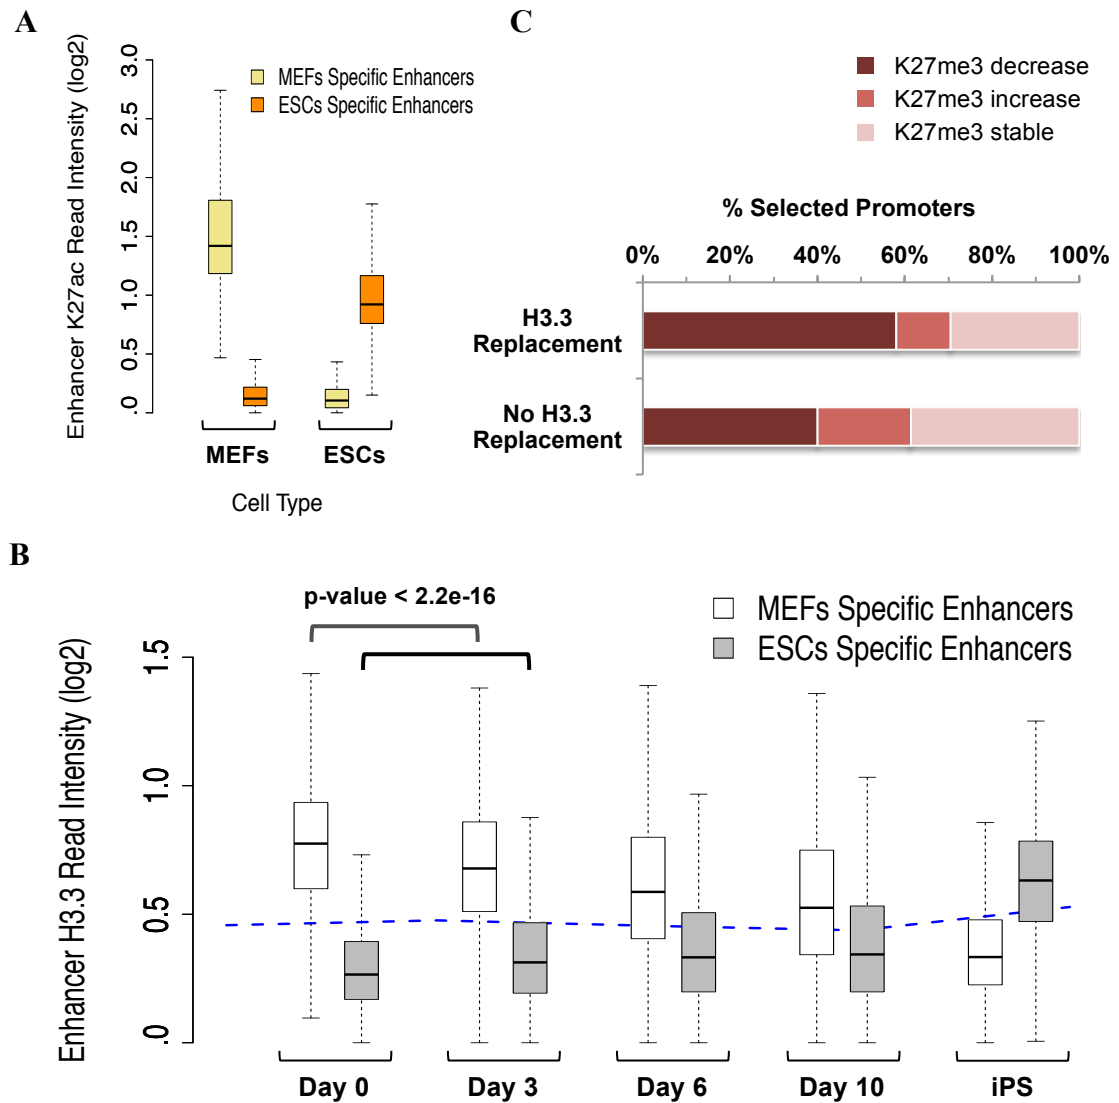 A
Enhancer K27ac Read Intensity (log2)
3.0
2.5
2.0
1.5
1.0
0.5
.0
MEFs Specific Enhancers
ESCs Specific Enhancers
MEFs
ESCs
Cell Type
C
K27me3 decrease
K27me3 increase
K27me3 stable
% Selected Promoters
0% 20% 40% 60% 80% 100%
H3.3
Replacement
No H3.3
Replacement
B
p-value < 2.2e-16
MEFs Specific Enhancers
ESCs Specific Enhancers
Enhancer H3.3 Read Intensity (log2)
1.5
1.0
0.5
.0
Day 0 Day 3 Day 6 Day 10 iPS